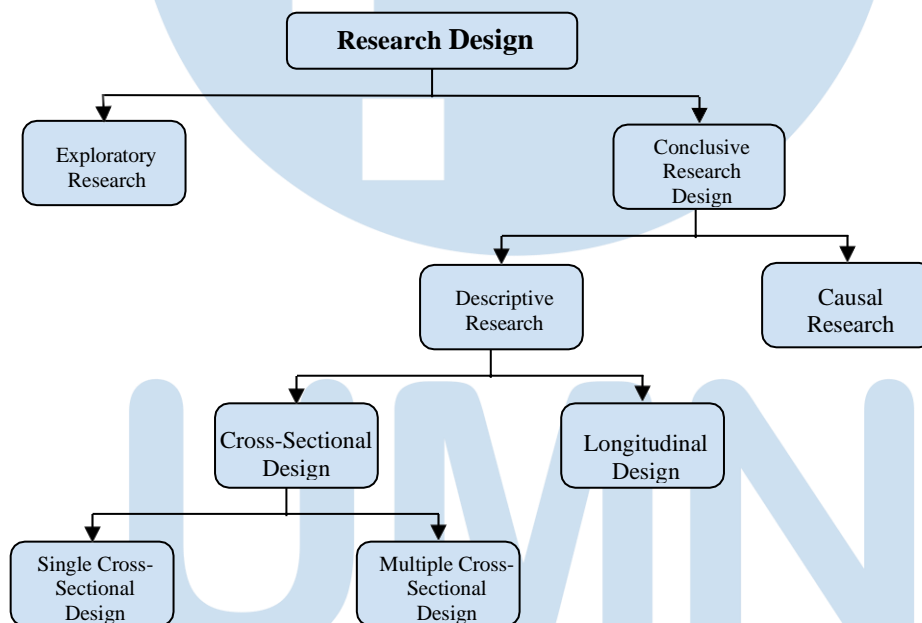 Research Design
Exploratory
Research
Conclusive
Research
Design
Descriptive
Research
Causal
Research
Cross-Sectional
Design
Longitudinal
Design
Single Cross-
Sectional
Design
Multiple Cross-
Sectional
Design
UMN